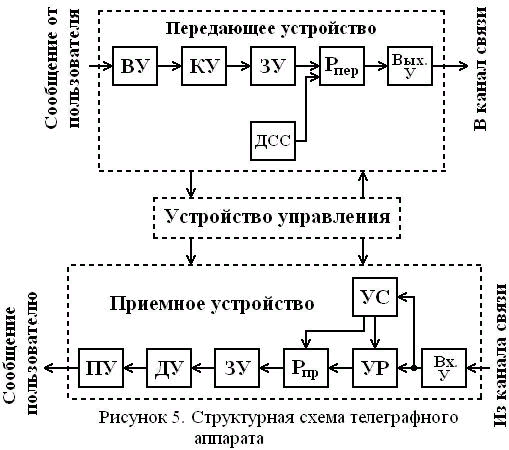 Передающее устройство
Сообщение от
пользователя
ВУ
КУ
ЗУ
Рпер
Вых.
У
В канал связи
ДСС
Устройство управления
Приемное устройство
УС
Сообщение
пользователю
ПУ
ДУ
ЗУ
Рпр
УР
Вх.
У
Из канала связи
Рисунок 5. Структурная схема телеграфного
аппарата